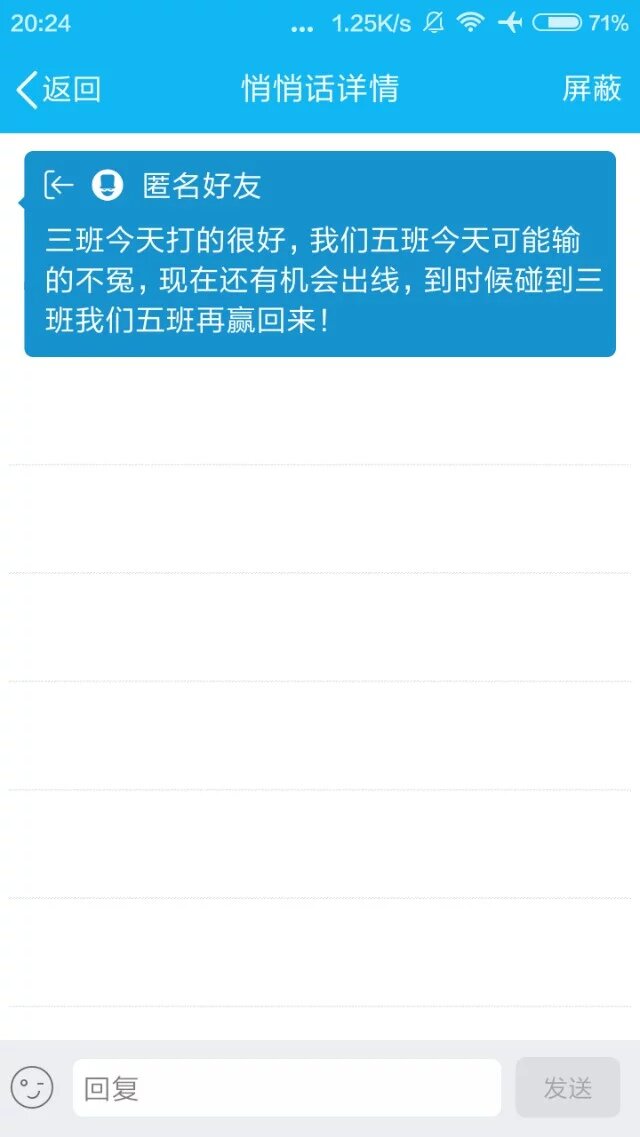 20:24 ... 1.25K/s 71%
返回 悄悄话详情 屏蔽
匿名好友
三班今天打的很好，我们五班今天可能输
的不冤，现在还有机会出线，到时候碰到三
班我们五班再赢回来！
回复 发送